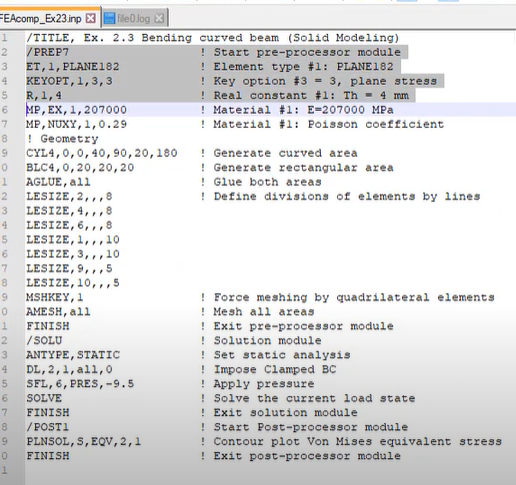 FEAcomp_Ex23.inp file0.log
1 /TITLE, Ex. 2.3 Bending curved beam (Solid Modeling)
2 /PREP7 ! Start pre-processor module
3 ET,1,PLANE182 ! Element type #1: PLANE182
4 KEYOPT,1,3,3 ! Key option #3 = 3, plane stress
5 R,1,4 ! Real constant #1: Th = 4 mm
6 MP,EX,1,207000 ! Material #1: E=207000 MPa
7 MP,NUXY,1,0.29 ! Material #1: Poisson coefficient
8 ! Geometry
9 CYL4,0,0,40,90,20,180 ! Generate curved area
0 BLC4,0,20,20,20 ! Generate rectangular area
1 AGLUE,all ! Glue both areas
2 LESIZE,2,,,8 ! Define divisions of elements by lines
3 LESIZE,4,,,8
4 LESIZE,6,,,8
5 LESIZE,1,,,10
6 LESIZE,3,,,10
7 LESIZE,9,,,5
8 LESIZE,10,,,5
9 MSHKEY,1 ! Force meshing by quadrilateral elements
0 AMESH,all ! Mesh all areas
1 FINISH ! Exit pre-processor module
2 /SOLU ! Solution module
3 ANTYPE,STATIC ! Set static analysis
4 DL,2,1,all,0 ! Impose Clamped BC
5 SFL,6,PRES,-9.5 ! Apply pressure
6 SOLVE ! Solve the current load state
7 FINISH ! Exit solution module
8 /POST1 ! Start Post-processor module
9 PLNSOL,S,EQV,2,1 ! Contour plot Von Mises equivalent stress
0 FINISH ! Exit post-processor module
1